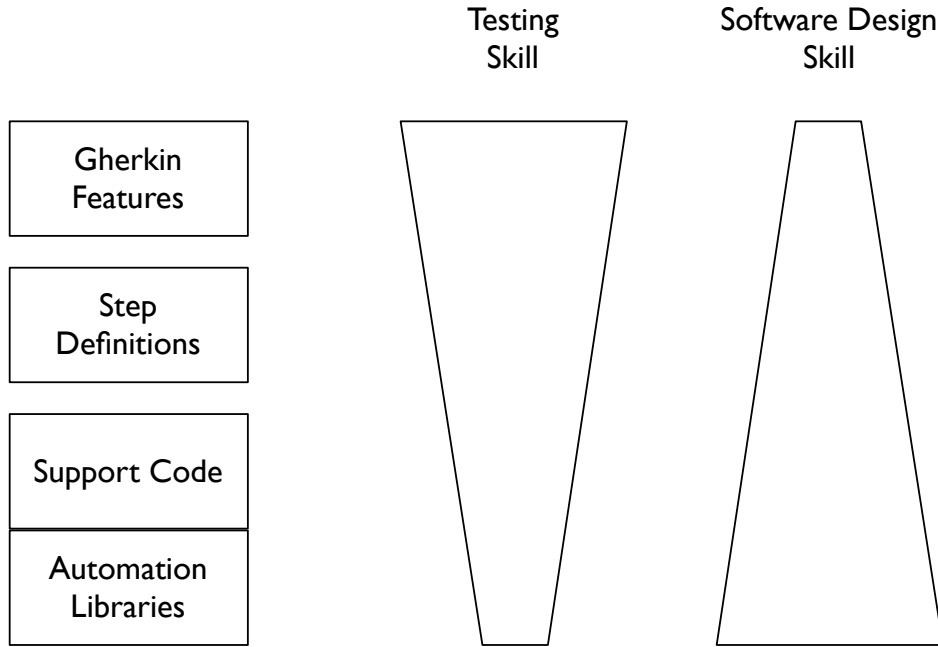 Testing
Skill
Software Design
Skill
Gherkin
Features
Step
Definitions
Support Code
Automation
Libraries